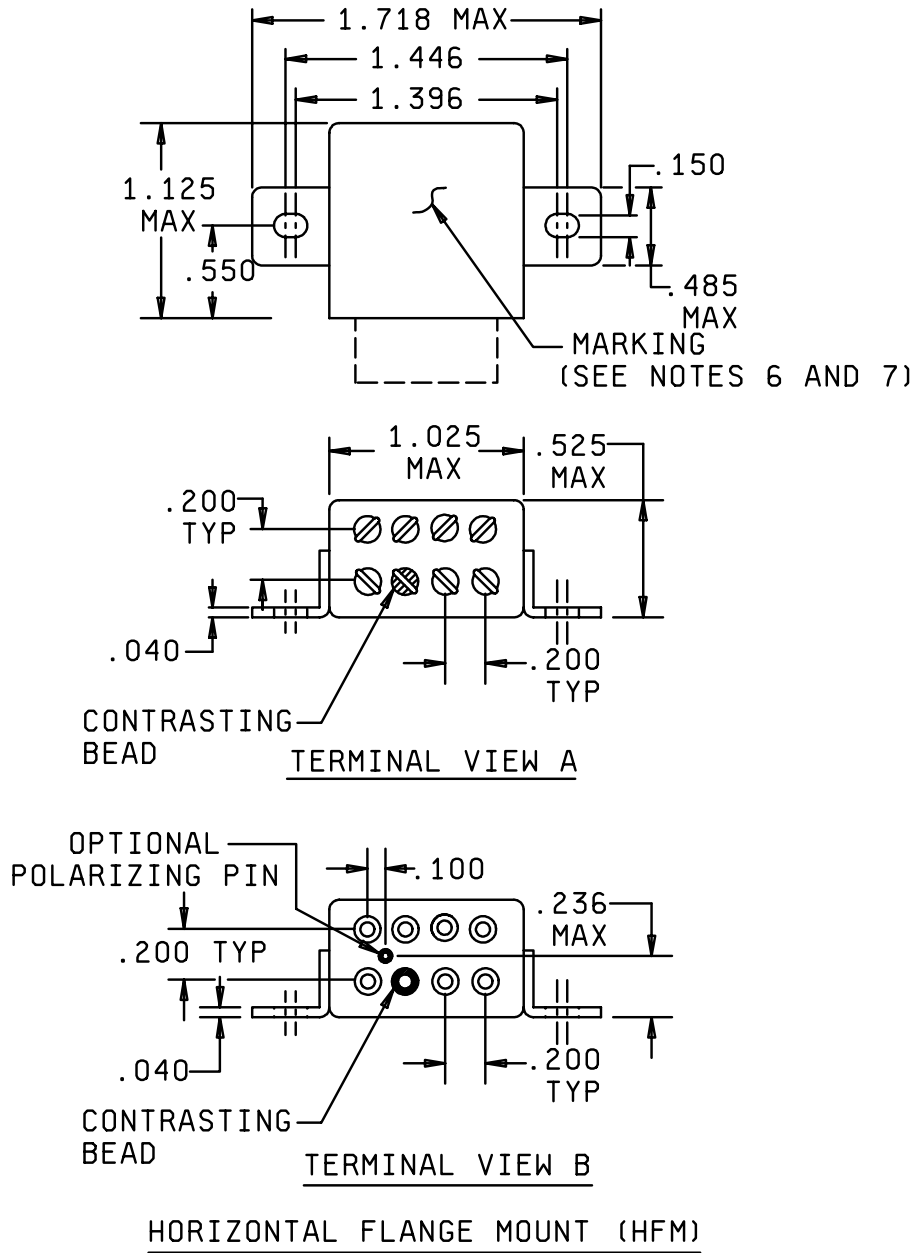 1.718 MAX
1.446
1.396
.150
1.125
MAX
.550
.485
MAX
MARKING
(SEE NOTES 6 AND 7)
1.025
MAX
.525
MAX
.200
TYP
.040
.200
TYP
CONTRASTING
BEAD
TERMINAL VIEW A
OPTIONAL
POLARIZING PIN
.100
.236
MAX
.200 TYP
.040
.200
TYP
CONTRASTING
BEAD
TERMINAL VIEW B
HORIZONTAL FLANGE MOUNT (HFM)